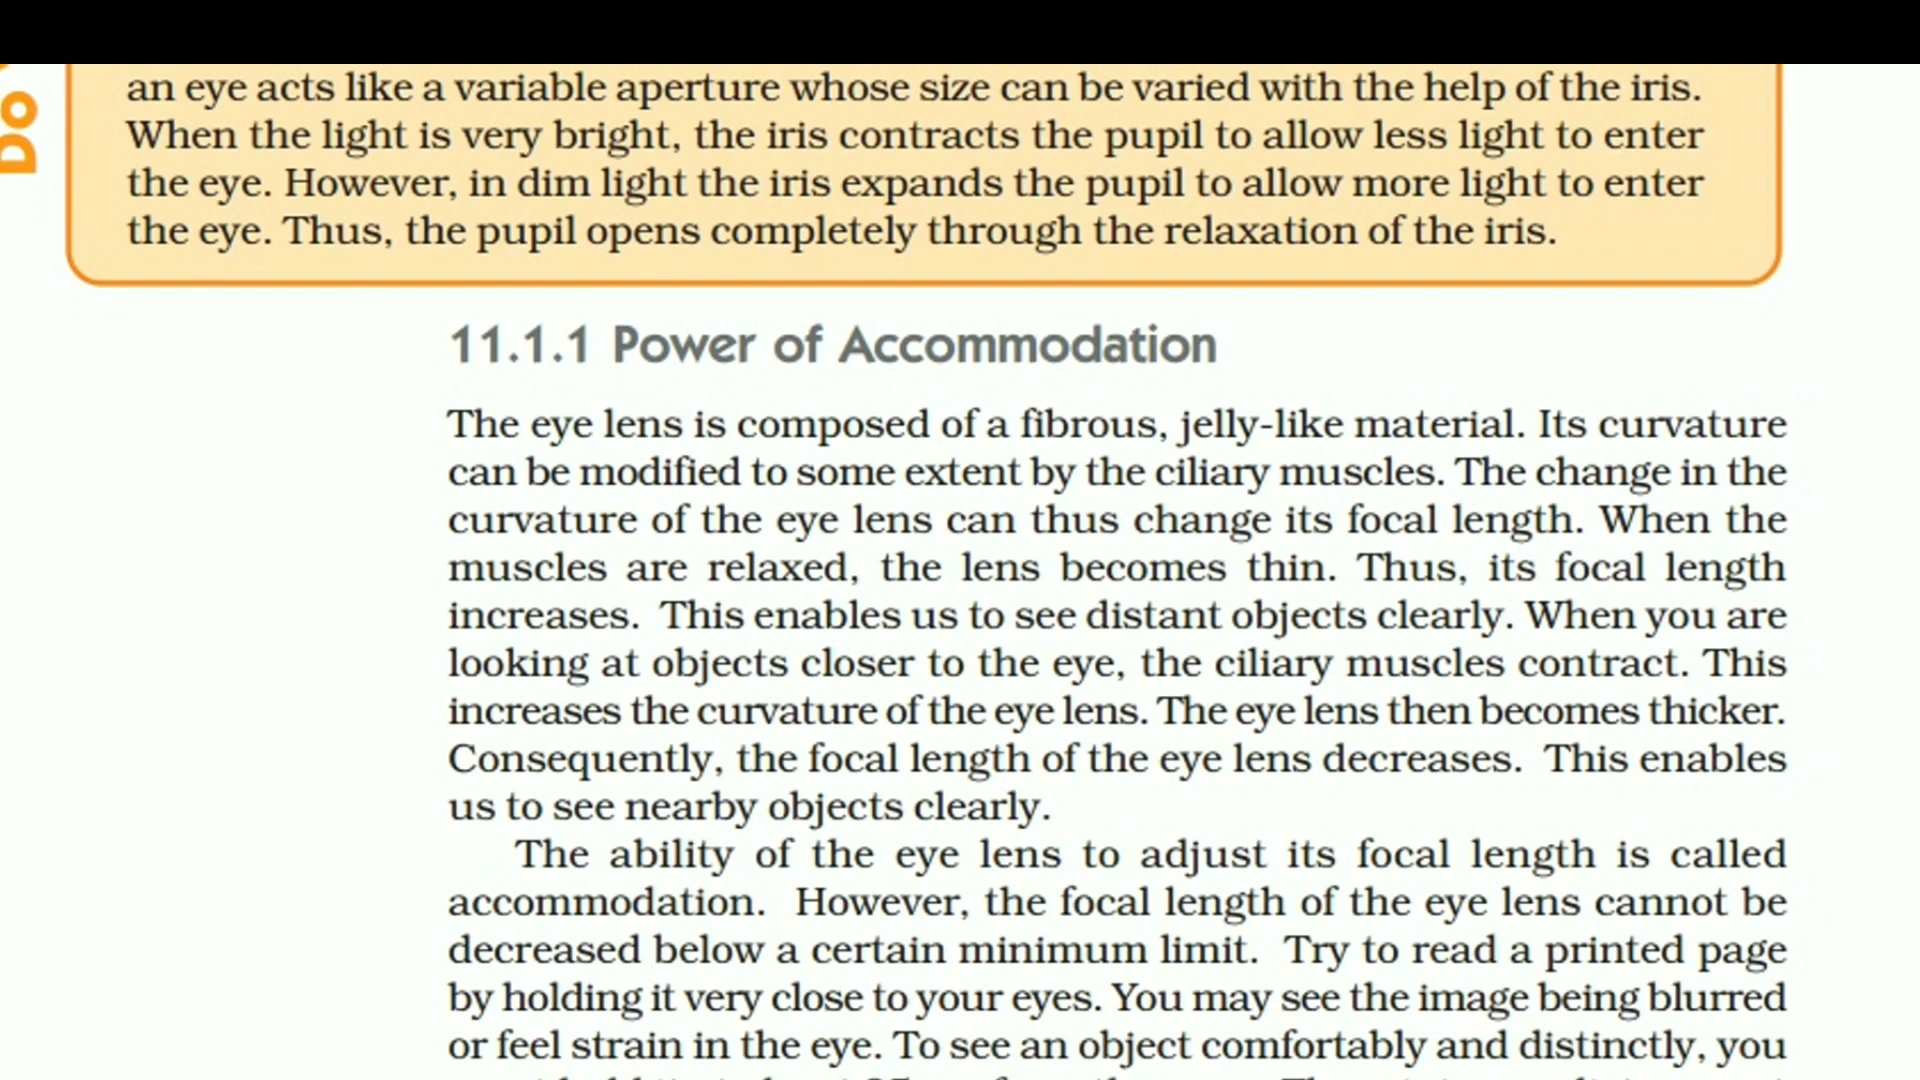 Do
an eye acts like a variable aperture whose size can be varied with the help of the iris.
When the light is very bright, the iris contracts the pupil to allow less light to enter
the eye. However, in dim light the iris expands the pupil to allow more light to enter
the eye. Thus, the pupil opens completely through the relaxation of the iris.
11.1.1 Power of Accommodation
The eye lens is composed of a fibrous, jelly-like material. Its curvature
can be modified to some extent by the ciliary muscles. The change in the
curvature of the eye lens can thus change its focal length. When the
muscles are relaxed, the lens becomes thin. Thus, its focal length
increases. This enables us to see distant objects clearly. When you are
looking at objects closer to the eye, the ciliary muscles contract. This
increases the curvature of the eye lens. The eye lens then becomes thicker.
Consequently, the focal length of the eye lens decreases. This enables
us to see nearby objects clearly.
The ability of the eye lens to adjust its focal length is called
accommodation. However, the focal length of the eye lens cannot be
decreased below a certain minimum limit. Try to read a printed page
by holding it very close to your eyes. You may see the image being blurred
or feel strain in the eye. To see an object comfortably and distinctly, you